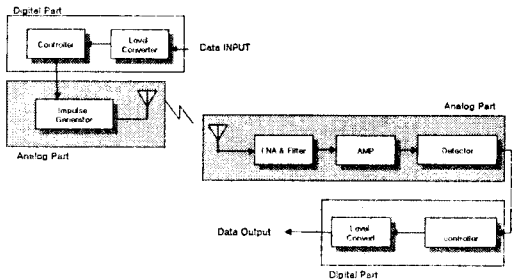 Digital Part
Controller
Level
Converter
Data INPUT
Impulse
Generator
Analog Part
Analog Part
LNA & Filter
AMP
Detector
Data Output
Level
Convert
controller
Digital Part